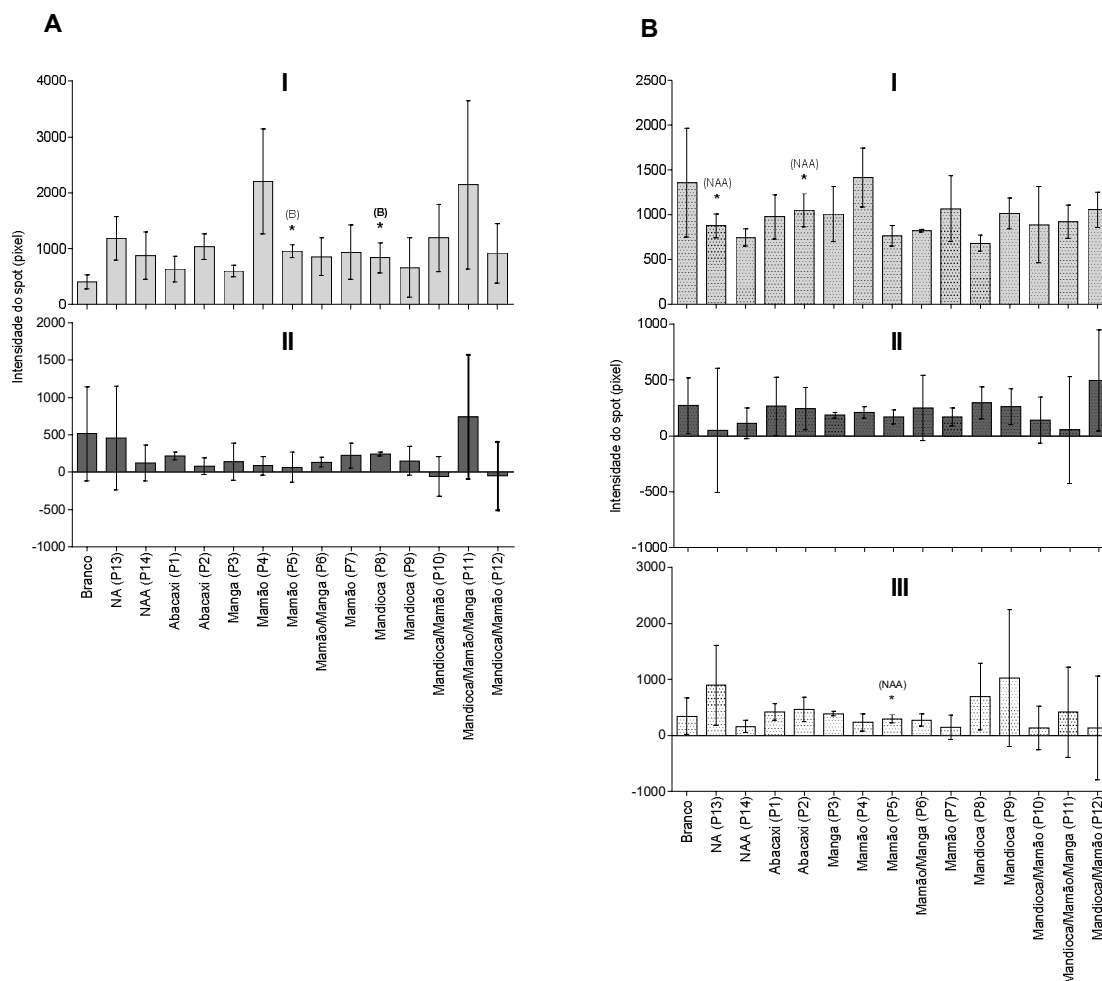 A
I
4000
3000
2000
1000
0
(B)
*
(B)
*
Intensidade do spot (pixel)
II
2000
1500
1000
500
0
-500
-1000
Branco
NA (P13)
NAA (P14)
Abacaxi (P1)
Abacaxi (P2)
Manga (P3)
Mamão (P4)
Mamão (P5)
Mamão/Manga (P6)
Mamão (P7)
Mandioca (P8)
Mandioca (P9)
Mandioca/Mamão (P10)
Mandioca/Mamão/Manga (P11)
Mandioca/Mamão (P12)
B
I
2500
2000
1500
1000
500
0
(NAA)
*
(NAA)
*
Intensidade do spot (pixel)
II
1000
500
0
-500
-1000
III
3000
2000
1000
0
-1000
(NAA)
*
Branco
NA (P13)
NAA (P14)
Abacaxi (P1)
Abacaxi (P2)
Manga (P3)
Mamão (P4)
Mamão (P5)
Mamão/Manga (P6)
Mamão (P7)
Mandioca (P8)
Mandioca (P9)
Mandioca/Mamão (P10)
Mandioca/Mamão/Manga (P11)
Mandioca/Mamão (P12)